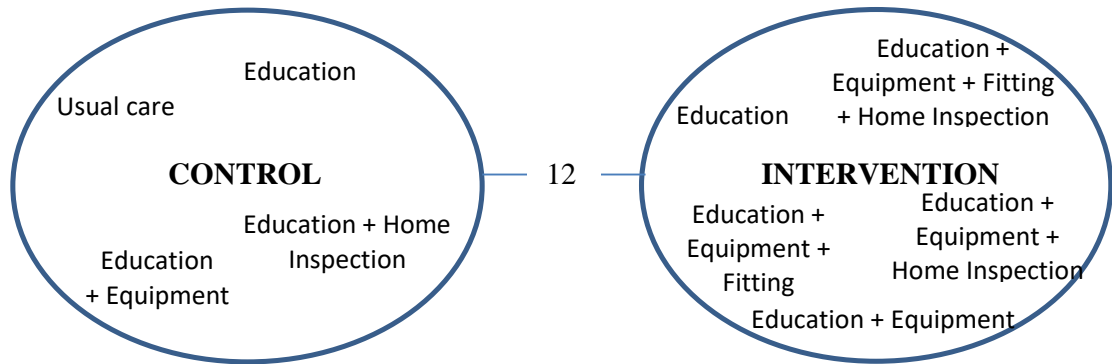 Education
Usual care
CONTROL
Education + Home
Inspection
Education
+ Equipment
12
Education +
Equipment + Fitting
+ Home Inspection
Education
INTERVENTION
Education +
Equipment +
Fitting
Education +
Equipment +
Home Inspection
Education + Equipment